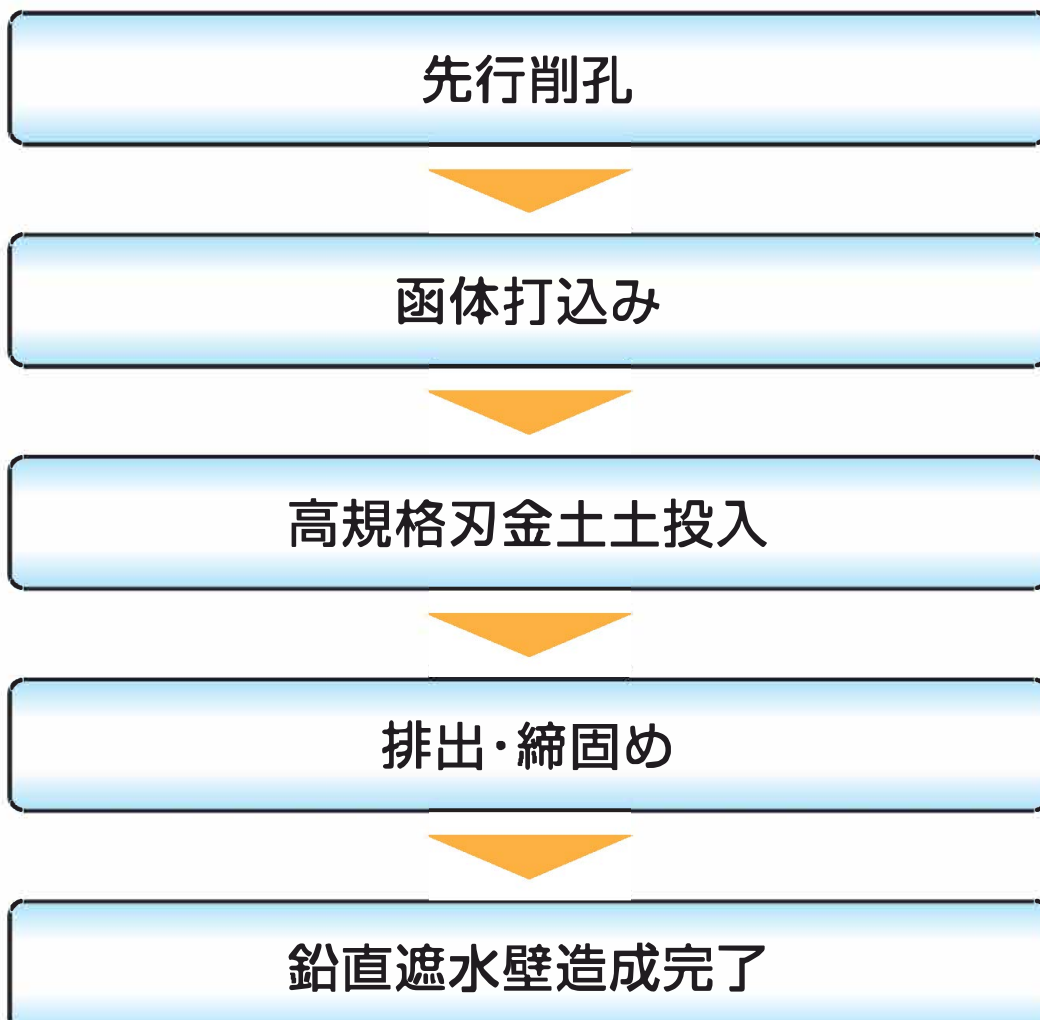 先行削孔
函体打込み
高規格刃金土土投入
排出・締固め
鉛直遮水壁造成完了